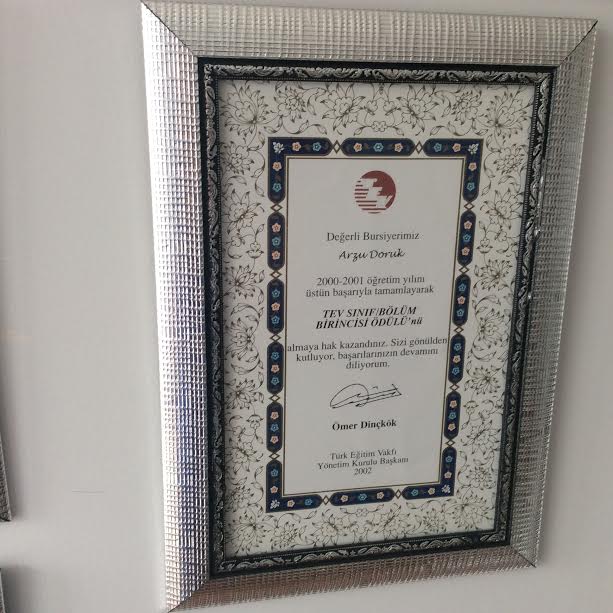 Değerli Bursiyerimiz
Arzu Doruk
2000-2001 öğretim yılını
üstün başarıyla tamamlayarak
TEV SINIF/BÖLÜM
BİRİNCİSİ ÖDÜLÜ'nü
almaya hak kazandınız. Sizi gönülden
kutluyor, başarılarınızın devamını
diliyorum.
Ömer Dinçkök
Türk Eğitim Vakfı
Yönetim Kurulu Başkanı
2002